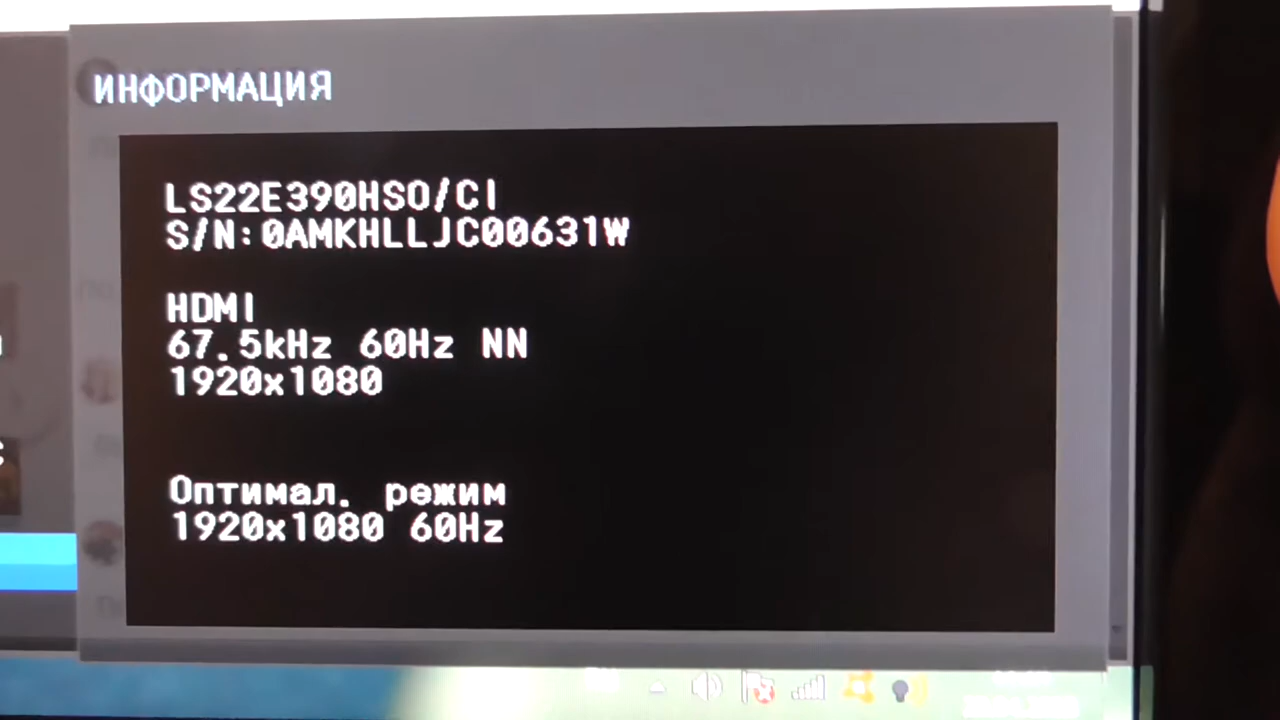 ИНФОРМАЦИЯ
LS22E390HSO/CI
S/N:0AMKHLLJC00631W
HDMI
67.5kHz 60Hz NN
1920x1080
Оптимал. режим
1920x1080 60Hz